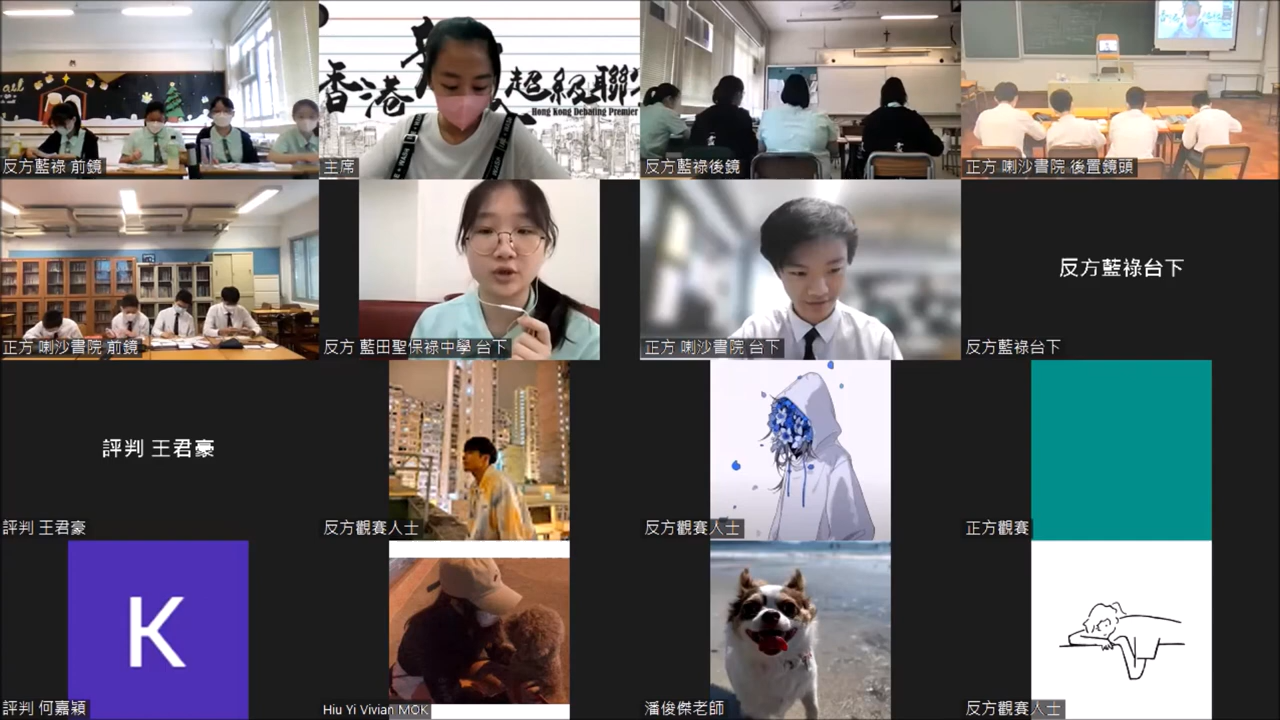 反方藍祿 前鏡
香港
超級聯
Hong Kong Debating Premier
主席
反方藍祿後鏡
正方 喇沙書院 後置鏡頭
正方 喇沙書院 前鏡
反方 藍田聖保祿中學 台下
正方 喇沙書院 台下
反方藍祿台下
反方藍祿台下
評判 王君豪
評判 王君豪
反方觀賽人士
反方觀賽人士
正方觀賽
K
評判 何嘉穎
Hiu Yi Vivian MOK
潘俊傑老師
反方觀賽人士